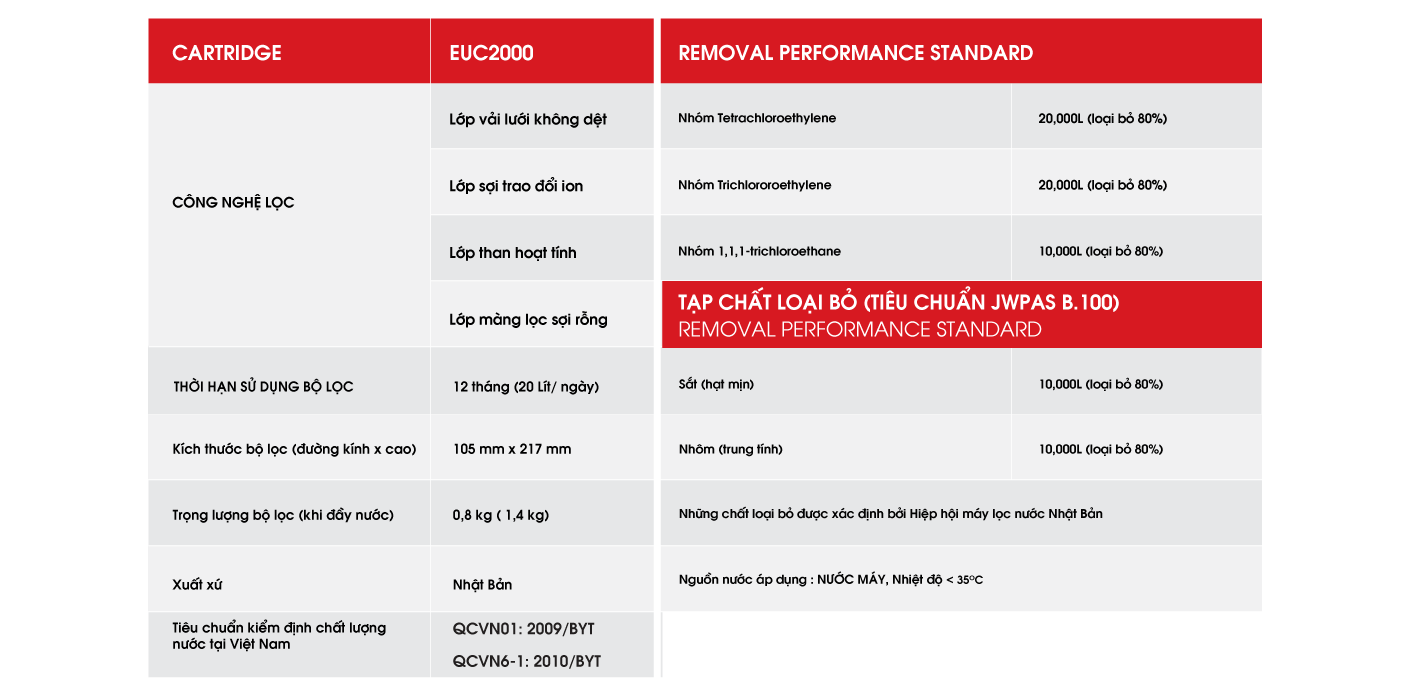 CARTRIDGE
EUC2000
CÔNG NGHỆ LỌC
Lớp vải lưới không dệt
Lớp sợi trao đổi ion
Lớp than hoạt tính
Lớp màng lọc sợi rỗng
THỜI HẠN SỬ DỤNG BỘ LỌC
12 tháng (20 Lít/ ngày)
Kích thước bộ lọc (đường kính x cao)
105 mm x 217 mm
Trọng lượng bộ lọc (khi đầy nước)
0,8 kg ( 1,4 kg)
Xuất xứ
Nhật Bản
Tiêu chuẩn kiểm định chất lượng
nước tại Việt Nam
QCVN01: 2009/BYT
QCVN6-1: 2010/BYT
REMOVAL PERFORMANCE STANDARD
Nhóm Tetrachloroethylene
20,000L (loại bỏ 80%)
Nhóm Trichlororoethylene
20,000L (loại bỏ 80%)
Nhóm 1,1,1-trichloroethane
10,000L (loại bỏ 80%)
TẠP CHẤT LOẠI BỎ (TIÊU CHUẨN JWPAS B.100)
REMOVAL PERFORMANCE STANDARD
Sắt (hạt mịn)
10,000L (loại bỏ 80%)
Nhôm (trung tính)
10,000L (loại bỏ 80%)
Những chất loại bỏ được xác định bởi Hiệp hội máy lọc nước Nhật Bản
Nguồn nước áp dụng : NƯỚC MÁY, Nhiệt độ < 35ºC